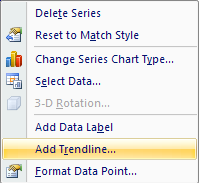 Delete Series
Reset to Match Style
Change Series Chart Type...
Select Data...
3-D Rotation...
Add Data Label
Add Trendline...
Format Data Point...